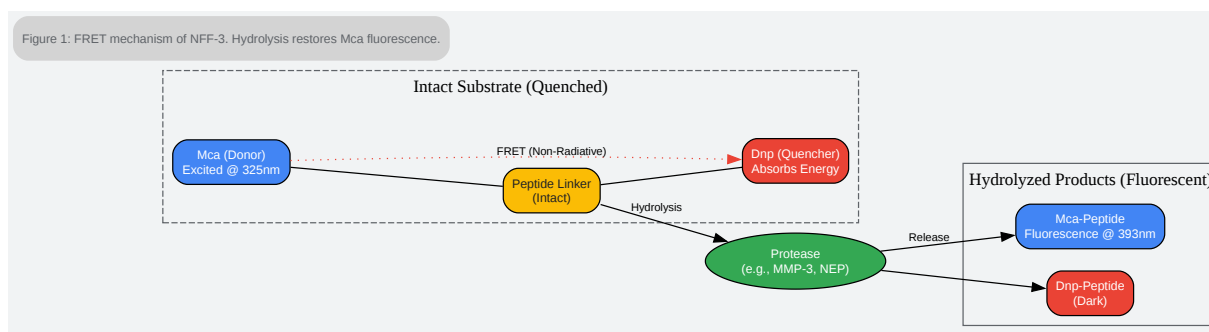 Figure 1: FRET mechanism of NFF-3. Hydrolysis restores Mca fluorescence.
Intact Substrate (Quenched)
Mca (Donor)
Excited @ 325nm
FRET (Non-Radiative)
Dnp (Quencher)
Absorbs Energy
Peptide Linker
(Intact)
Hydrolysis
Protease
(e.g., MMP-3, NEP)
Release
Hydrolyzed Products (Fluorescent)
Mca-Peptide
Fluorescence @ 393nm
Dnp-Peptide
(Dark)